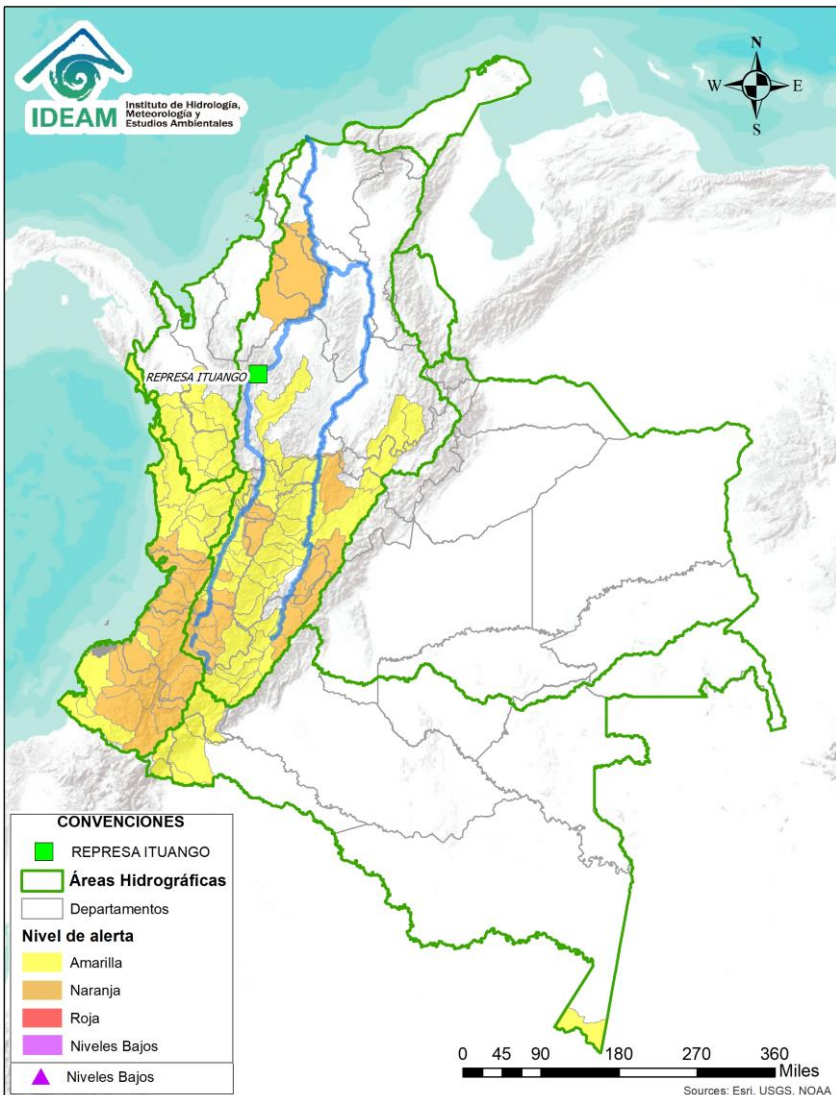 IDEAM
Instituto de Hidrología,
Meteorología y
Estudios Ambientales
N
W
E
S
REPRESA ITUANGO
CONVENCIONES
REPRESA ITUANGO
Áreas Hidrográficas
Departamentos
Nivel de alerta
Amarilla
Naranja
Roja
Niveles Bajos
Niveles Bajos
0 45 90 180 270 360
Miles
Sources: Esri, USGS, NOAA